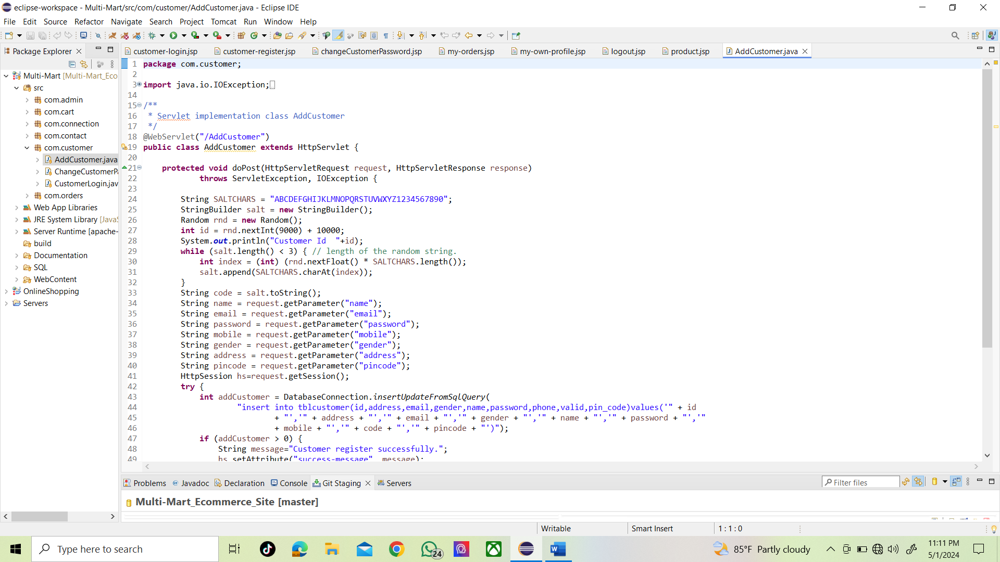 eclipse-workspace - Multi-Mart/src/com/customer/AddCustomer.java - Eclipse IDE
File Edit Source Refactor Navigate Search Project Tomcat Run Window Help
Package Explorer
customer-login.jsp customer-register.jsp changeCustomerPassword.jsp my-orders.jsp my-own-profile.jsp logout.jsp product.jsp AddCustomer.java
Multi-Mart [Multi-Mart_Eco
src
com.admin
com.cart
com.connection
com.contact
com.customer
AddCustomer.java
ChangeCustomerP
CustomerLogin.jav
com.orders
Web App Libraries
JRE System Library [JavaS
Server Runtime [apache-
build
Documentation
SQL
WebContent
OnlineShopping
Servers
1 package com.customer;
2
3 import java.io.IOException;
14
15 /**
16 * Servlet implementation class AddCustomer
17 */
18 @WebServlet("/AddCustomer")
19 public class AddCustomer extends HttpServlet {
20
21 protected void doPost(HttpServletRequest request, HttpServletResponse response)
22 throws ServletException, IOException {
23
24 String SALTCHARS = "ABCDEFGHIJKLMNOPQRSTUVWXYZ1234567890";
25 StringBuilder salt = new StringBuilder();
26 Random rnd = new Random();
27 int id = rnd.nextInt(9000) + 10000;
28 System.out.println("Customer Id  "+id);
29 while (salt.length() < 3) { // length of the random string.
30 int index = (int) (rnd.nextFloat() * SALTCHARS.length());
31 salt.append(SALTCHARS.charAt(index));
32 }
33 String code = salt.toString();
34 String name = request.getParameter("name");
35 String email = request.getParameter("email");
36 String password = request.getParameter("password");
37 String mobile = request.getParameter("mobile");
38 String gender = request.getParameter("gender");
39 String address = request.getParameter("address");
40 String pincode = request.getParameter("pincode");
41 HttpSession hs=request.getSession();
42 try {
43 int addCustomer = DatabaseConnection.insertUpdateFromSqlQuery(
44 "insert into tblcustomer(id,address,email,gender,name,password,phone,valid,pin_code)values('" + id
45 + "','" + address + "','" + email + "','" + gender + "','" + name + "','" + password + "','"
46 + mobile + "','" + code + "','" + pincode + "')");
47 if (addCustomer > 0) {
48 String message="Customer register successfully.";
49 hs.setAttribute("success-message", message);
Problems @ Javadoc Declaration Console Git Staging Servers
Filter files
Multi-Mart_Ecommerce_Site [master]
Writable Smart Insert 1 : 1 : 0
Type here to search
24
85°F Partly cloudy
11:11 PM
5/1/2024